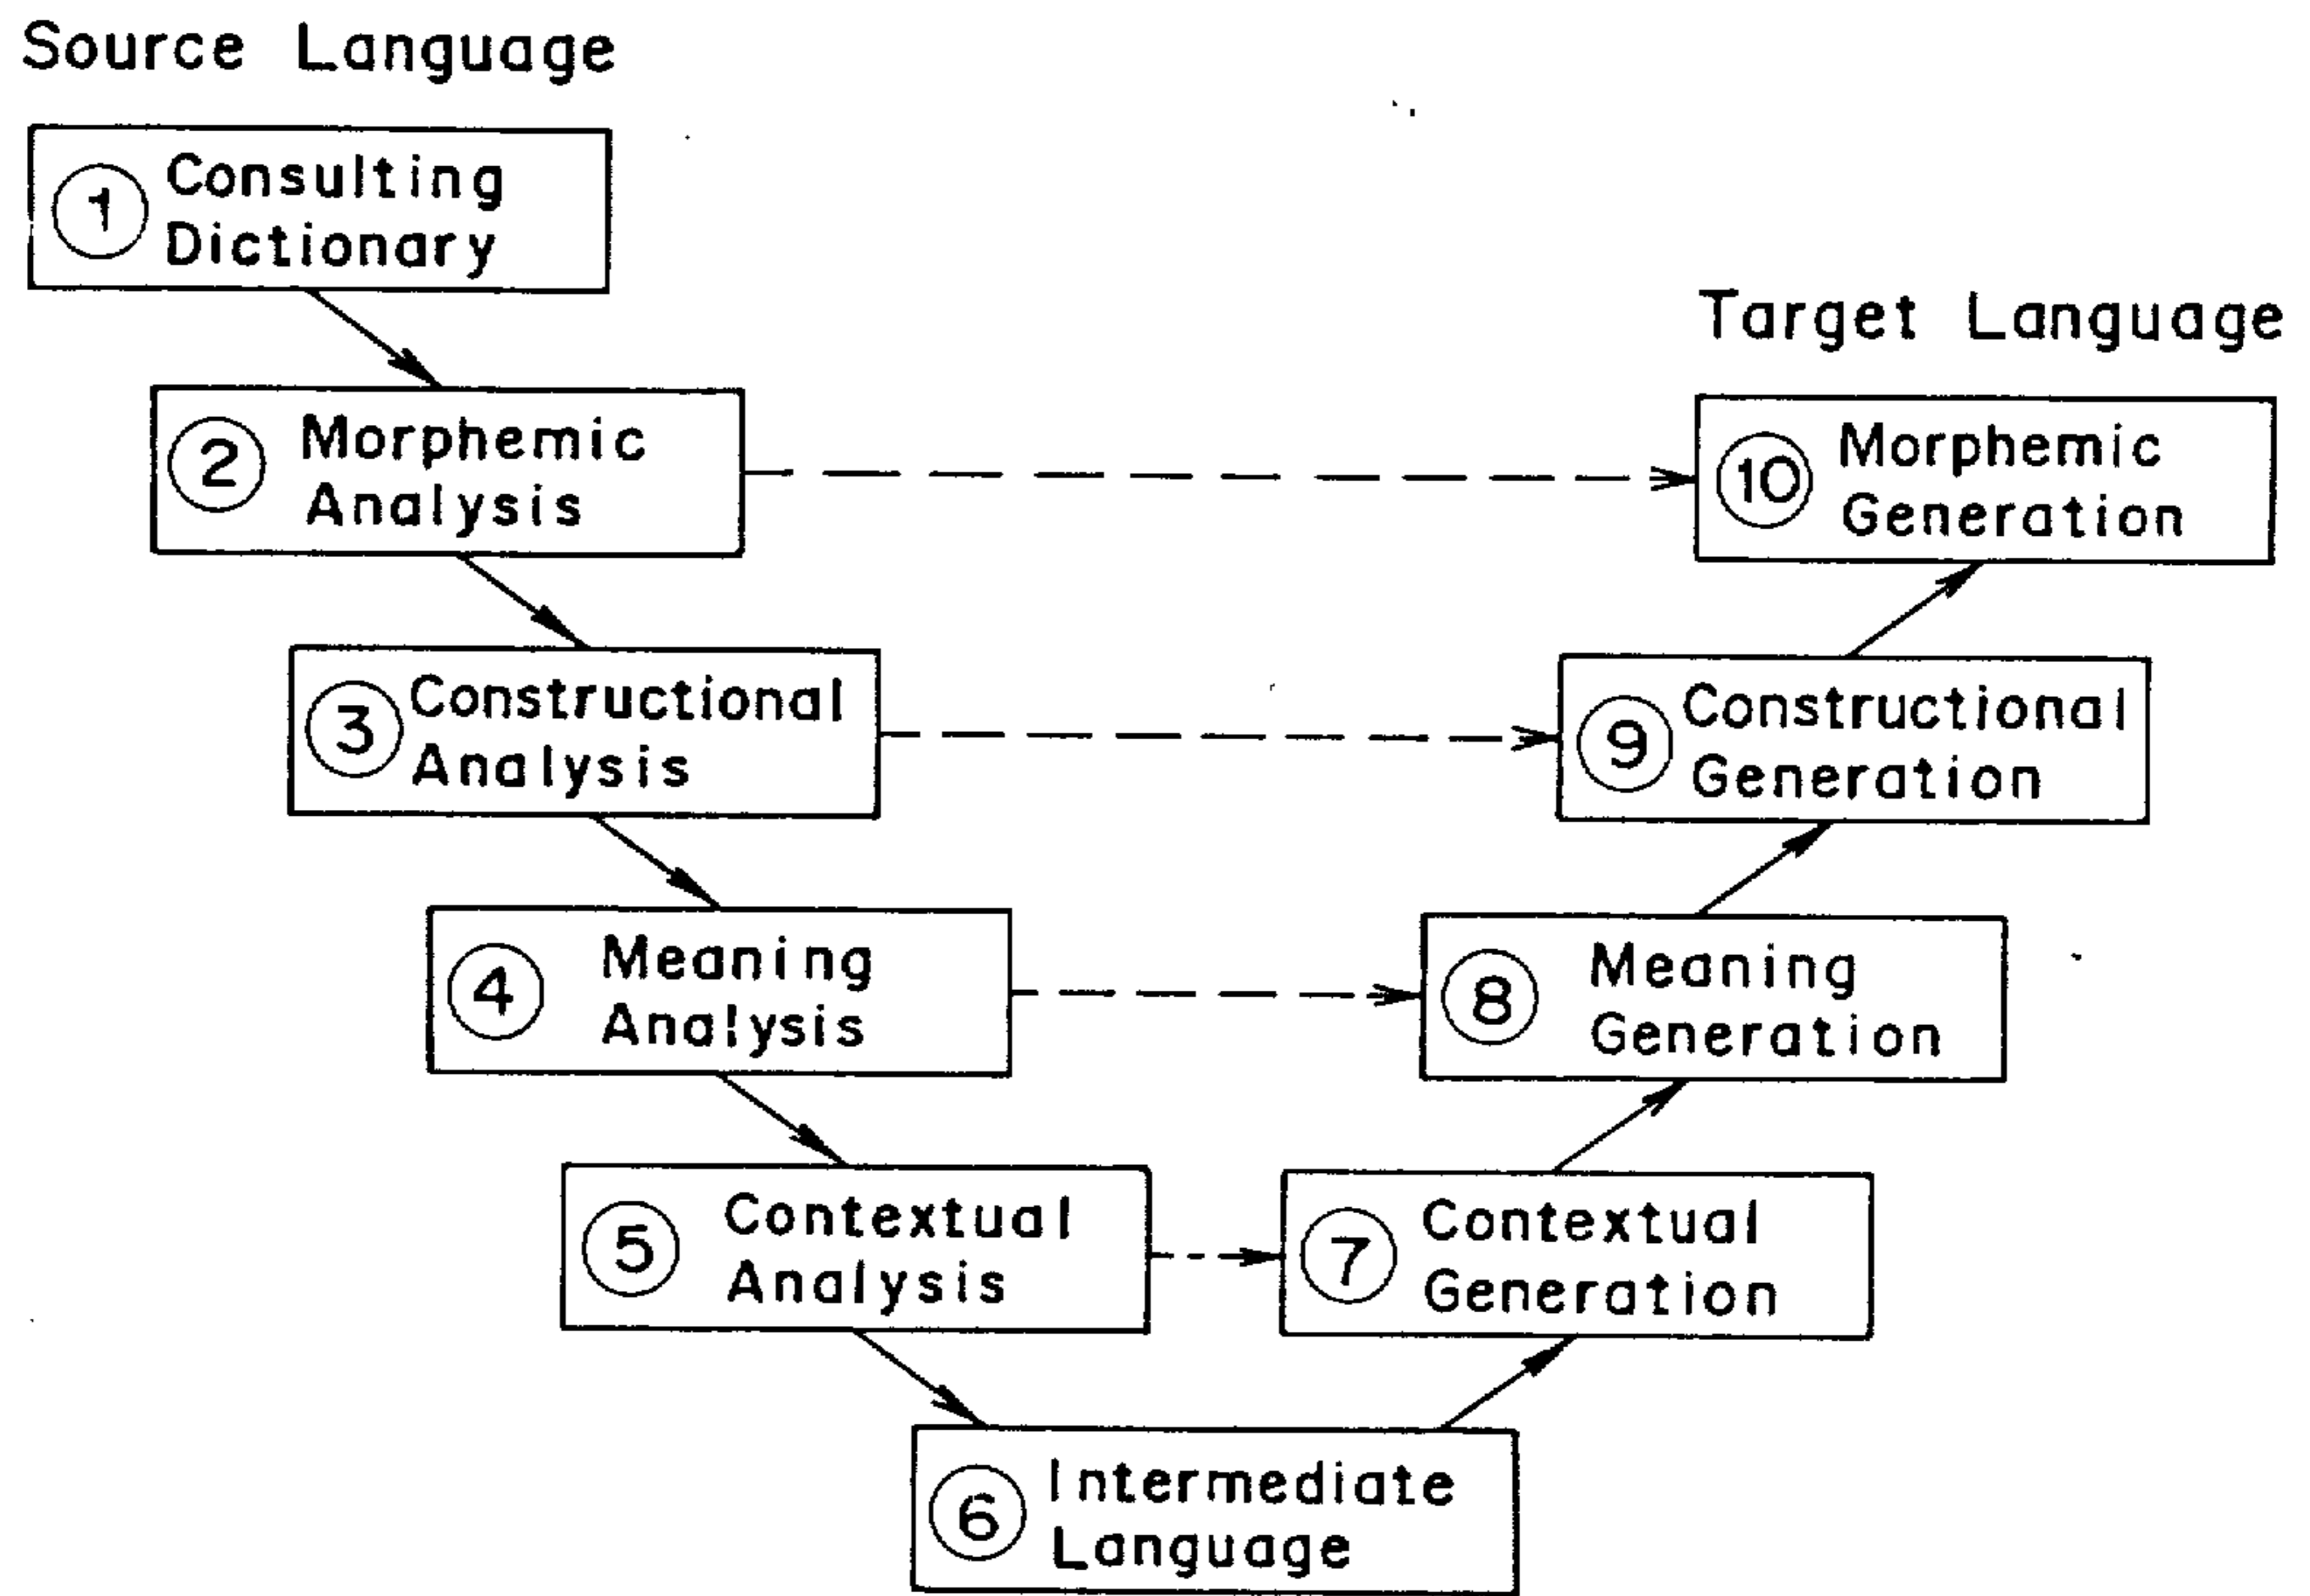 Source Language
1 Consulting
Dictionary
Target Language
2 Morphemic
Analysis
10 Morphemic
Generation
3 Constructional
Analysis
9 Constructional
Generation
4 Meaning
Analysis
8 Meaning
Generation
5 Contextual
Analysis
7 Contextual
Generation
6 Intermediate
Language